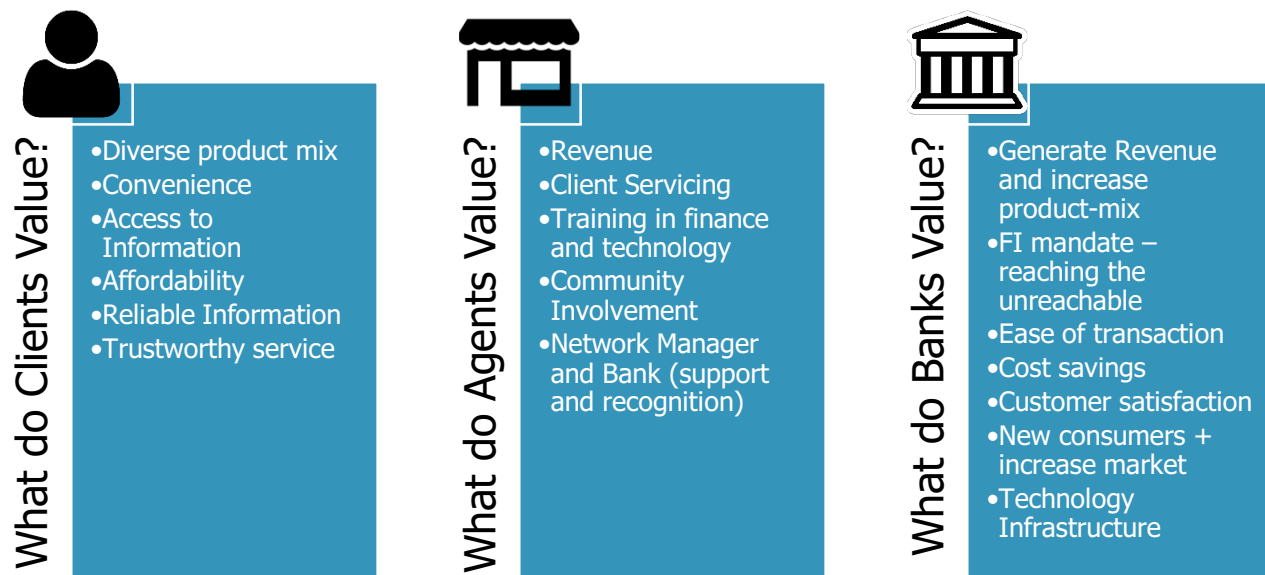 What do Clients Value?
•Diverse product mix
•Convenience
•Access to
Information
•Affordability
•Reliable Information
•Trustworthy service
What do Agents Value?
•Revenue
•Client Servicing
•Training in finance
and technology
•Community
Involvement
•Network Manager
and Bank (support
and recognition)
What do Banks Value?
•Generate Revenue
and increase
product-mix
•FI mandate –
reaching the
unreachable
•Ease of transaction
•Cost savings
•Customer satisfaction
•New consumers +
increase market
•Technology
Infrastructure